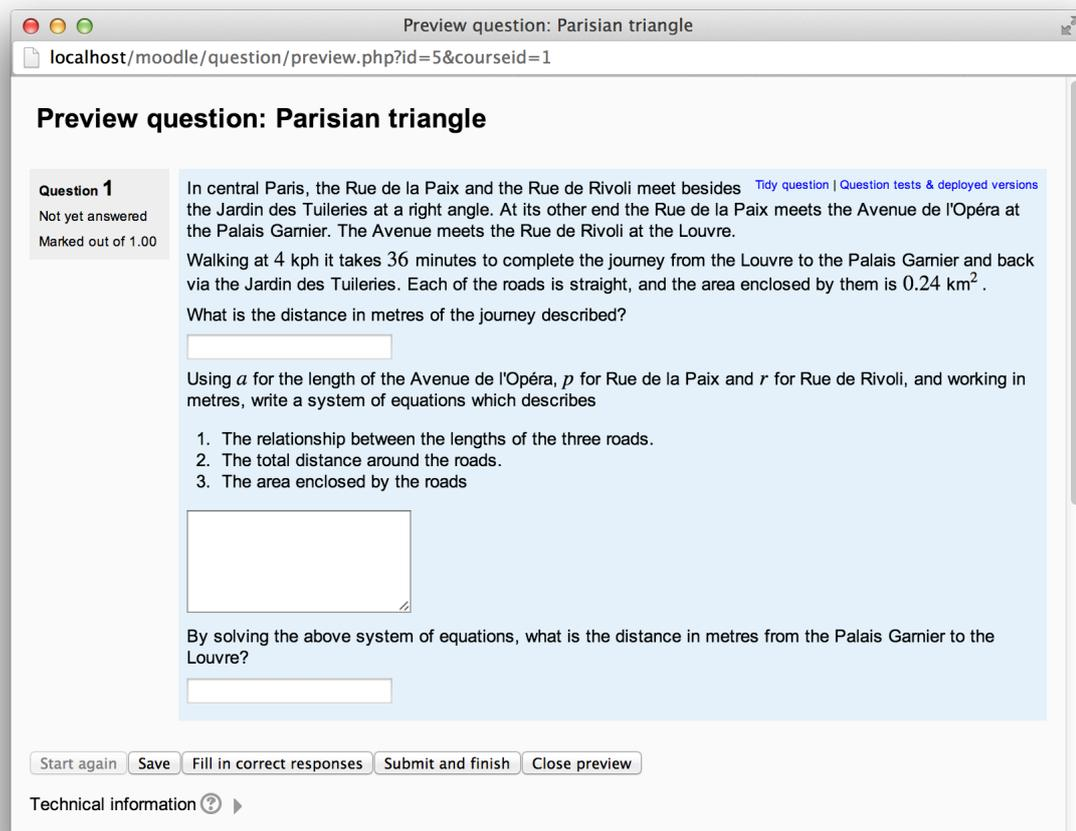 Preview question: Parisian triangle
localhost/moodle/question/preview.php?id=5&courseid=1
Preview question: Parisian triangle
Question 1
Not yet answered
Marked out of 1.00
Tidy question | Question tests & deployed versions
In central Paris, the Rue de la Paix and the Rue de Rivoli meet besides
the Jardin des Tuileries at a right angle. At its other end the Rue de la Paix meets the Avenue de l'Opéra at
the Palais Garnier. The Avenue meets the Rue de Rivoli at the Louvre.
Walking at 4 kph it takes 36 minutes to complete the journey from the Louvre to the Palais Garnier and back
via the Jardin des Tuileries. Each of the roads is straight, and the area enclosed by them is 0.24 km² .
What is the distance in metres of the journey described?
Using a for the length of the Avenue de l'Opéra, p for Rue de la Paix and r for Rue de Rivoli, and working in
metres, write a system of equations which describes
1. The relationship between the lengths of the three roads.
2. The total distance around the roads.
3. The area enclosed by the roads
By solving the above system of equations, what is the distance in metres from the Palais Garnier to the
Louvre?
Start again Save Fill in correct responses Submit and finish Close preview
Technical information ?